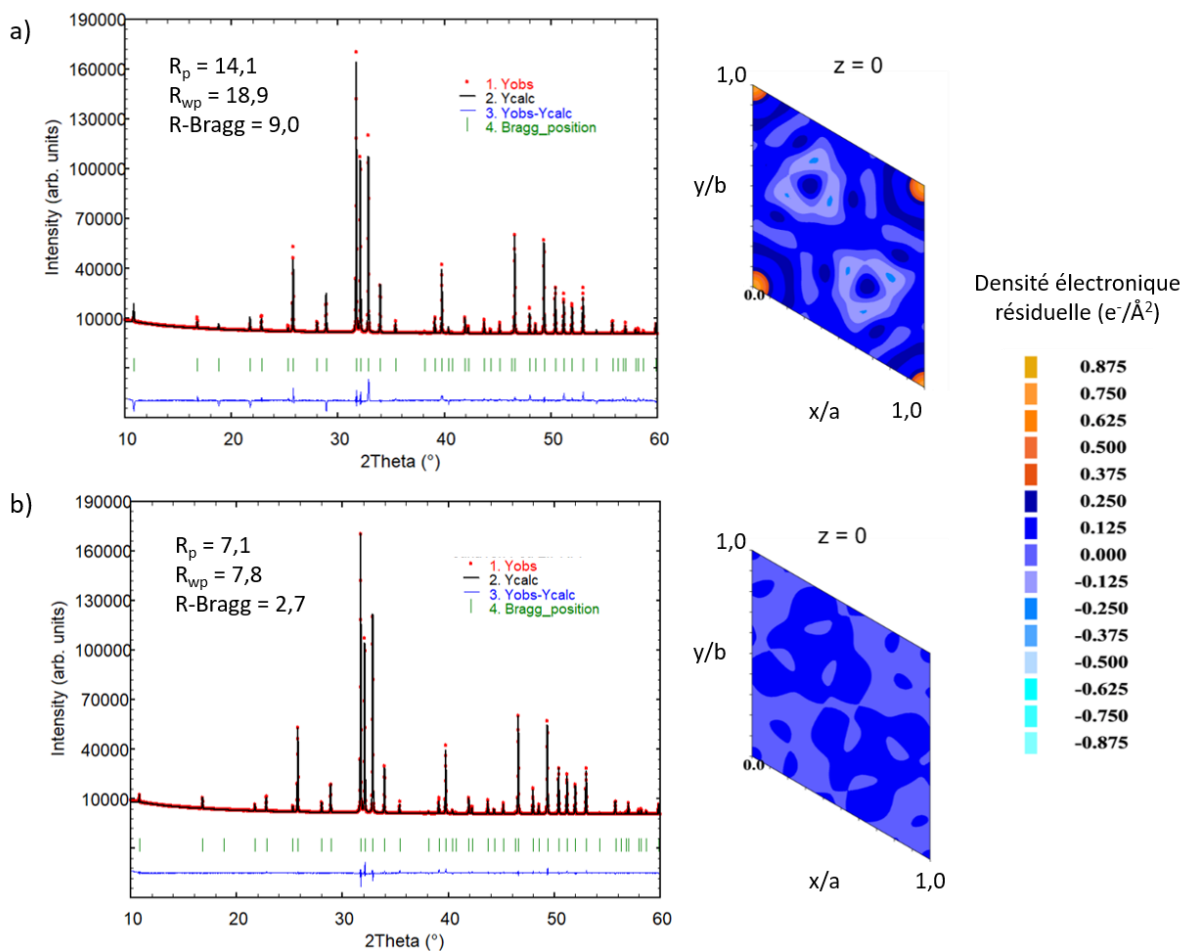 a)
190000
160000
130000
100000
70000
40000
10000
Intensity (arb. units)
R_p = 14,1
R_wp = 18,9
R-Bragg = 9,0
1. Yobs
2. Ycalc
3. Yobs-Ycalc
4. Bragg_position
10 20 30 40 50 60
2Theta (°)
1,0
z = 0
y/b
0.0
x/a
1,0
Densité électronique
résiduelle (e⁻/Å²)
0.875
0.750
0.625
0.500
0.375
0.250
0.125
0.000
-0.125
-0.250
-0.375
-0.500
-0.625
-0.750
-0.875
b)
190000
160000
130000
100000
70000
40000
10000
Intensity (arb. units)
R_p = 7,1
R_wp = 7,8
R-Bragg = 2,7
1. Yobs
2. Ycalc
3. Yobs-Ycalc
4. Bragg_position
10 20 30 40 50 60
2Theta (°)
1,0
z = 0
y/b
0.0
x/a
1,0